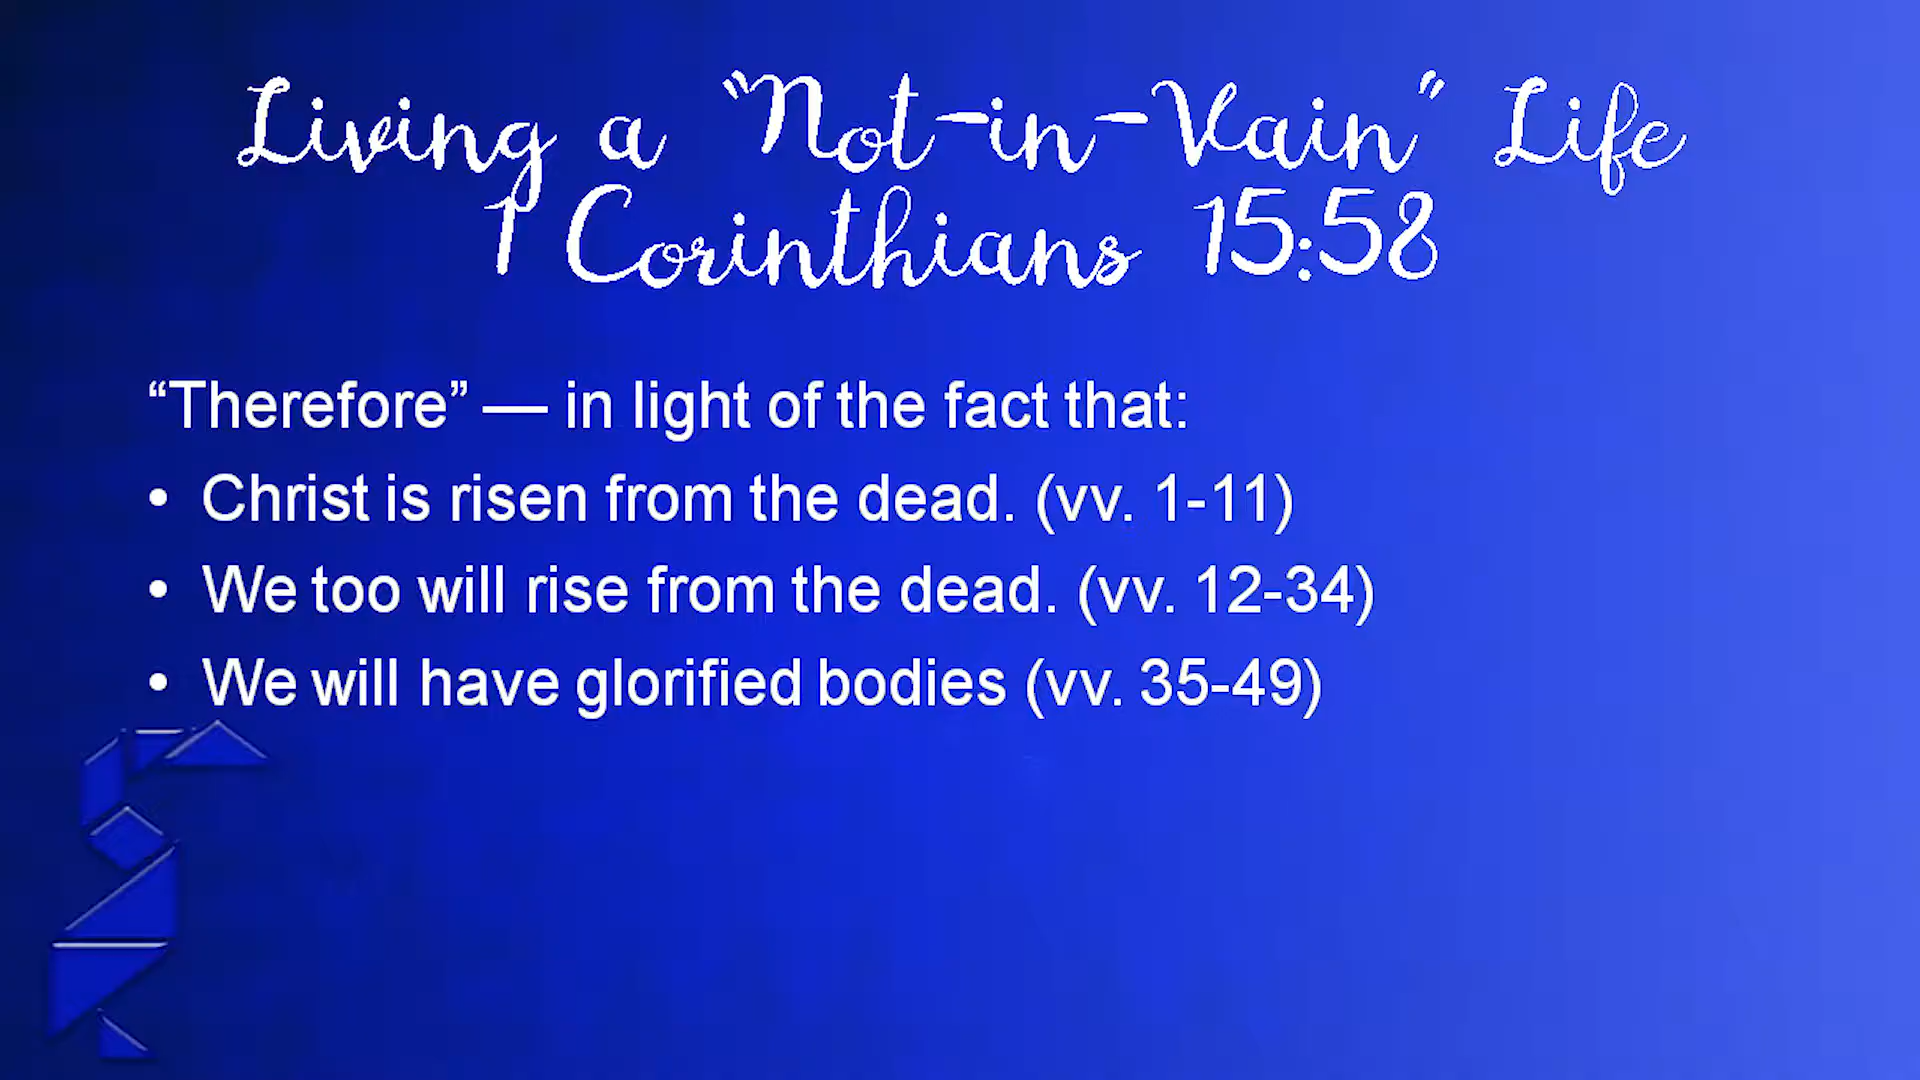 Living a "Not-in-Vain" Life
1 Corinthians 15:58
“Therefore” — in light of the fact that:
• Christ is risen from the dead. (vv. 1-11)
• We too will rise from the dead. (vv. 12-34)
• We will have glorified bodies (vv. 35-49)